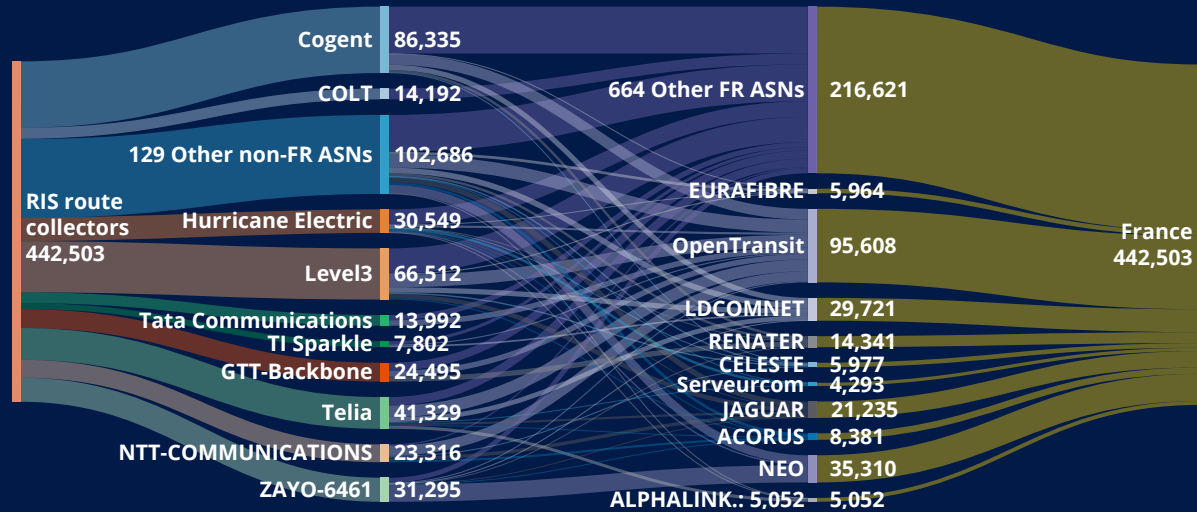 RIS route
collectors
442,503
Cogent 86,335
COLT 14,192
129 Other non-FR ASNs 102,686
Hurricane Electric 30,549
Level3 66,512
Tata Communications 13,992
TI Sparkle 7,802
GTT-Backbone 24,495
Telia 41,329
NTT-COMMUNICATIONS 23,316
ZAYO-6461 31,295
664 Other FR ASNs 216,621
EURAFIBRE 5,964
OpenTransit 95,608
LDCOMNET 29,721
RENATER 14,341
CELESTE 5,977
Serveurcom 4,293
JAGUAR 21,235
ACORUS 8,381
NEO 35,310
ALPHALINK.: 5,052 5,052
France
442,503